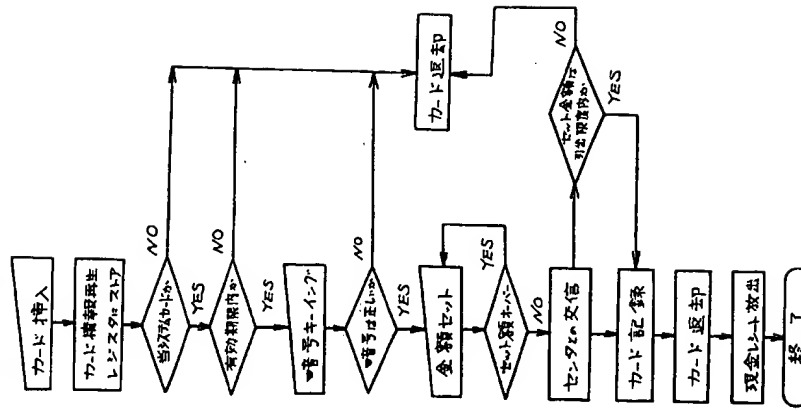 カード挿入
カード情報再生
レジスタにストア
当システムカードか
NO
YES
有効期限内か
NO
YES
暗号キーイング
暗号は正しいか
NO
YES
金額セット
セット額オーバー
YES
NO
センタとの交信
セット金額は
引出限度内か
NO
YES
カード返却
カード記録
カード返却
現金レシート放出
終了